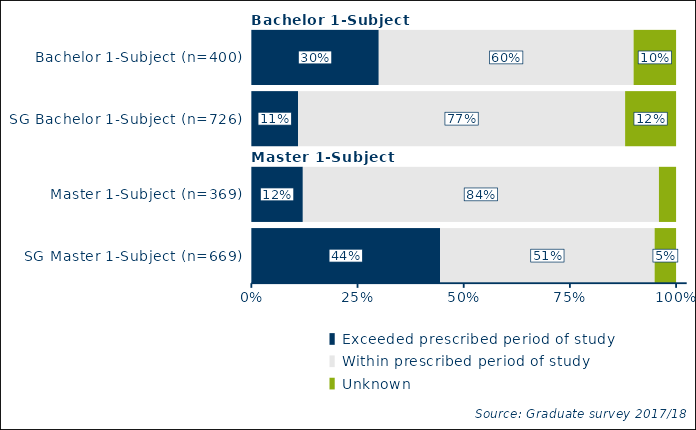 Bachelor 1-Subject
Bachelor 1-Subject (n=400) 30% 60% 10%
SG Bachelor 1-Subject (n=726) 11% 77% 12%
Master 1-Subject
Master 1-Subject (n=369) 12% 84%
SG Master 1-Subject (n=669) 44% 51% 5%
0% 25% 50% 75% 100%
Exceeded prescribed period of study
Within prescribed period of study
Unknown
Source: Graduate survey 2017/18